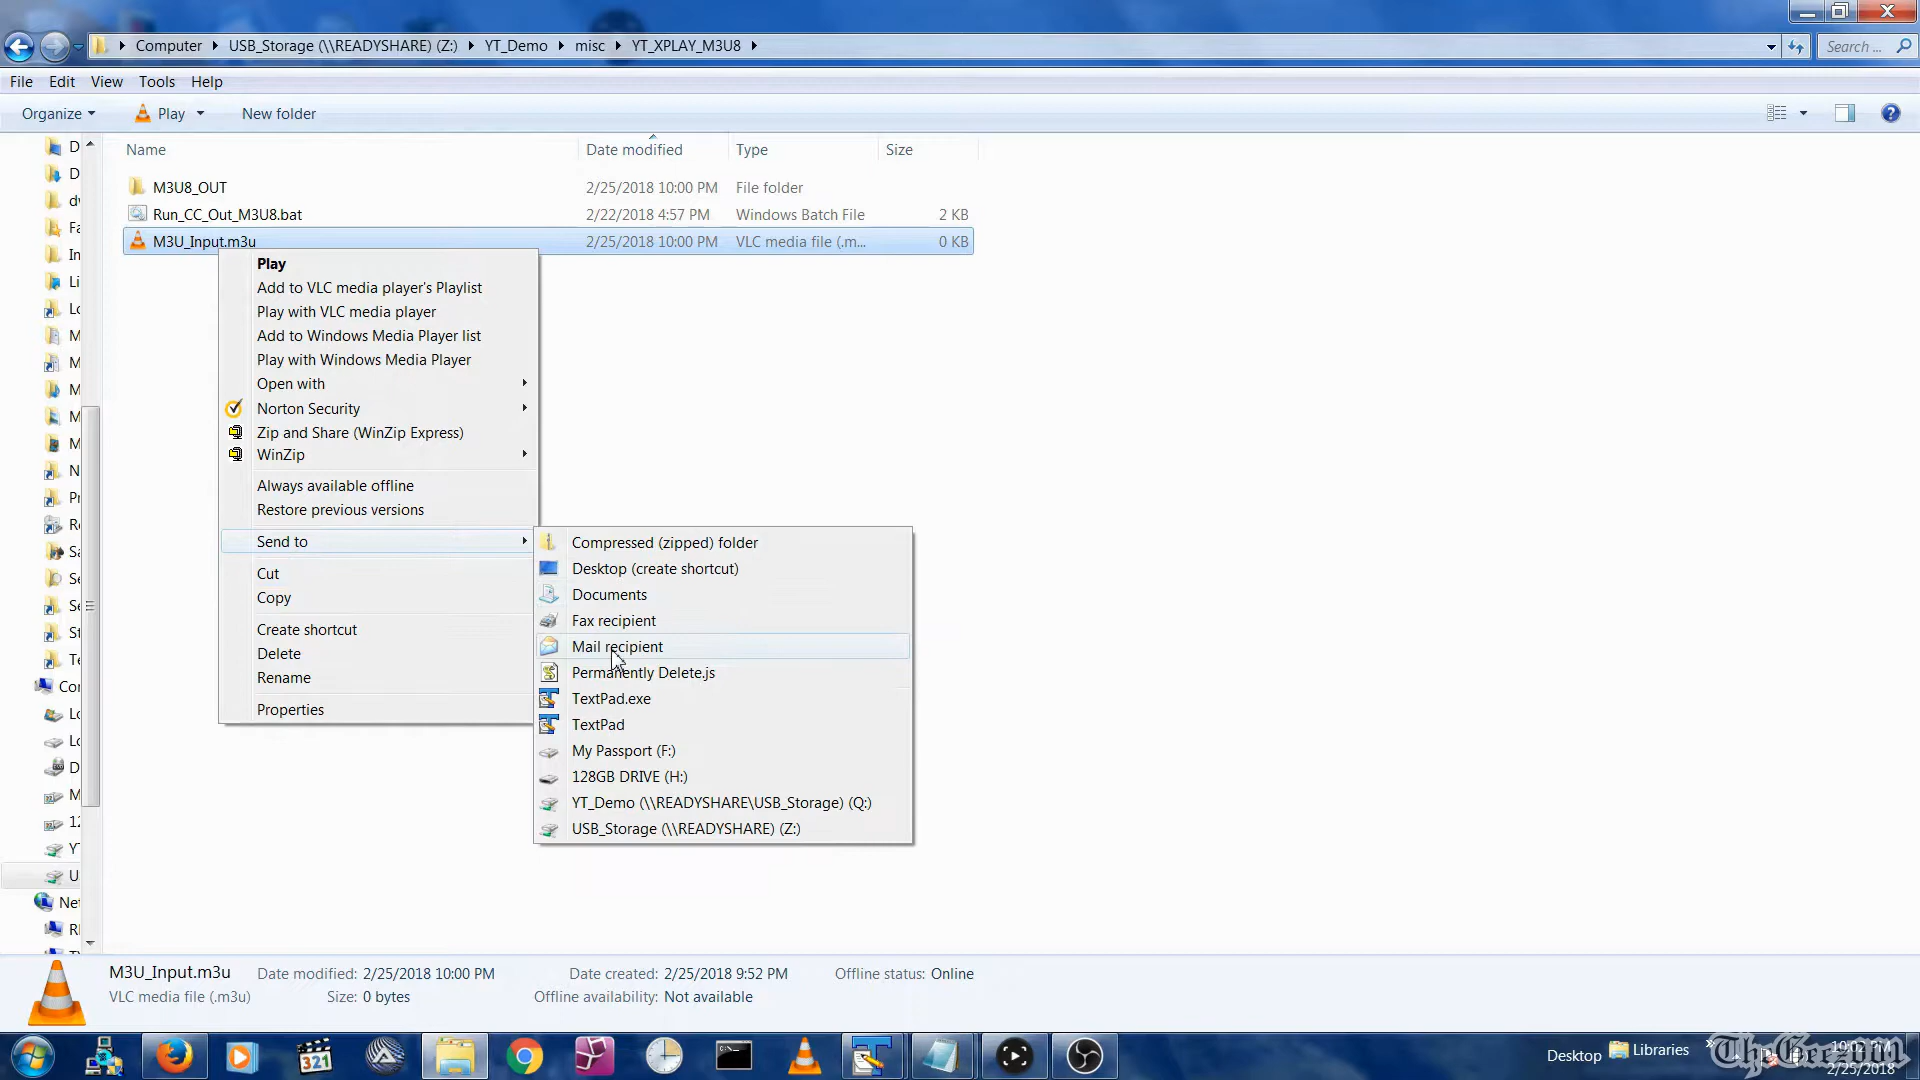 Computer USB_Storage (\\READYSHARE) (Z:) YT_Demo misc YT_XPLAY_M3U8
Search ...
File Edit View Tools Help
Organize Play New folder
Name Date modified Type Size
M3U8_OUT 2/25/2018 10:00 PM File folder
Run_CC_Out_M3U8.bat 2/22/2018 4:57 PM Windows Batch File 2 KB
M3U_Input.m3u 2/25/2018 10:00 PM VLC media file (.m... 0 KB
Play
Add to VLC media player's Playlist
Play with VLC media player
Add to Windows Media Player list
Play with Windows Media Player
Open with
Norton Security
Zip and Share (WinZip Express)
WinZip
Always available offline
Restore previous versions
Send to
Cut
Copy
Create shortcut
Delete
Rename
Properties
Compressed (zipped) folder
Desktop (create shortcut)
Documents
Fax recipient
Mail recipient
Permanently Delete.js
TextPad.exe
TextPad
My Passport (F:)
128GB DRIVE (H:)
YT_Demo (\\READYSHARE\USB_Storage) (Q:)
USB_Storage (\\READYSHARE) (Z:)
M3U_Input.m3u Date modified: 2/25/2018 10:00 PM Date created: 2/25/2018 9:52 PM Offline status: Online
VLC media file (.m3u) Size: 0 bytes Offline availability: Not available
321
Desktop Libraries
10:02 PM
2/25/2018